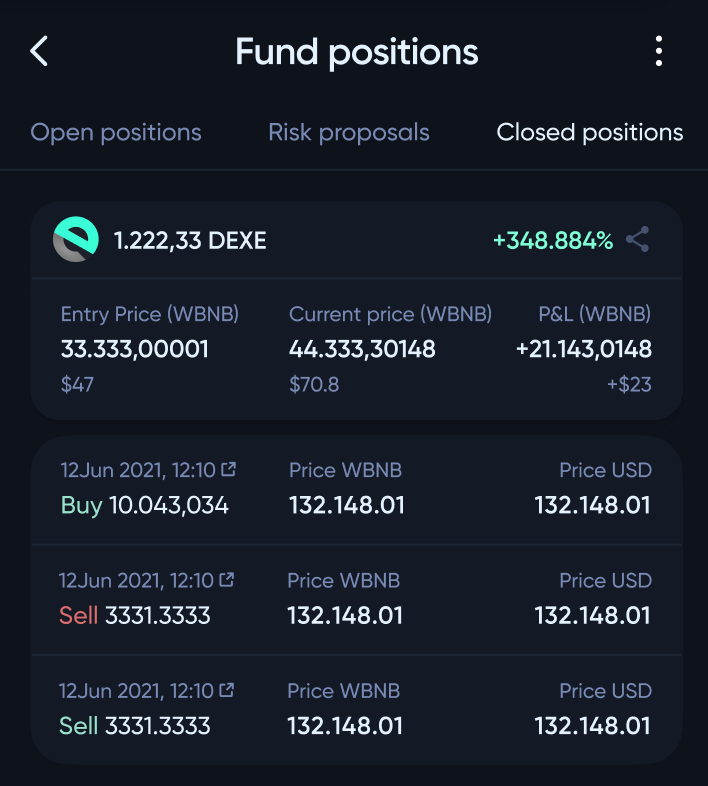 Fund positions
Open positions Risk proposals Closed positions
1.222,33 DEXE +348.884%
Entry Price (WBNB) Current price (WBNB) P&L (WBNB)
33.333,00001 44.333,30148 +21.143,0148
$47 $70.8 +$23
12Jun 2021, 12:10 Price WBNB Price USD
Buy 10.043,034 132.148.01 132.148.01
12Jun 2021, 12:10 Price WBNB Price USD
Sell 3331.3333 132.148.01 132.148.01
12Jun 2021, 12:10 Price WBNB Price USD
Sell 3331.3333 132.148.01 132.148.01